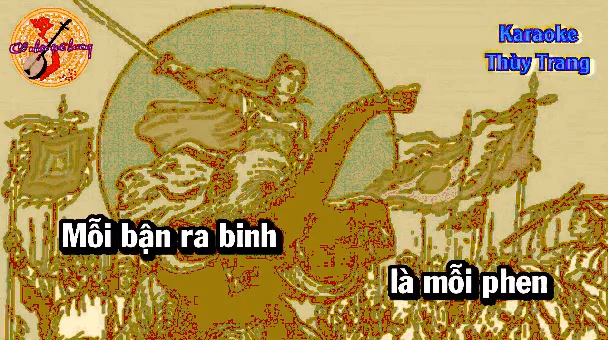 Karaoke
Thùy Trang
Mỗi bận ra binh
là mỗi phen